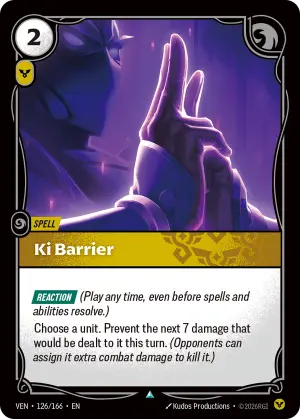 2
SPELL
Ki Barrier
REACTION (Play any time, even before spells and
abilities resolve.)
Choose a unit. Prevent the next 7 damage that
would be dealt to it this turn. (Opponents can
assign it extra combat damage to kill it.)
VEN • 126/166 • EN
Kudos Productions • ©2026RGI